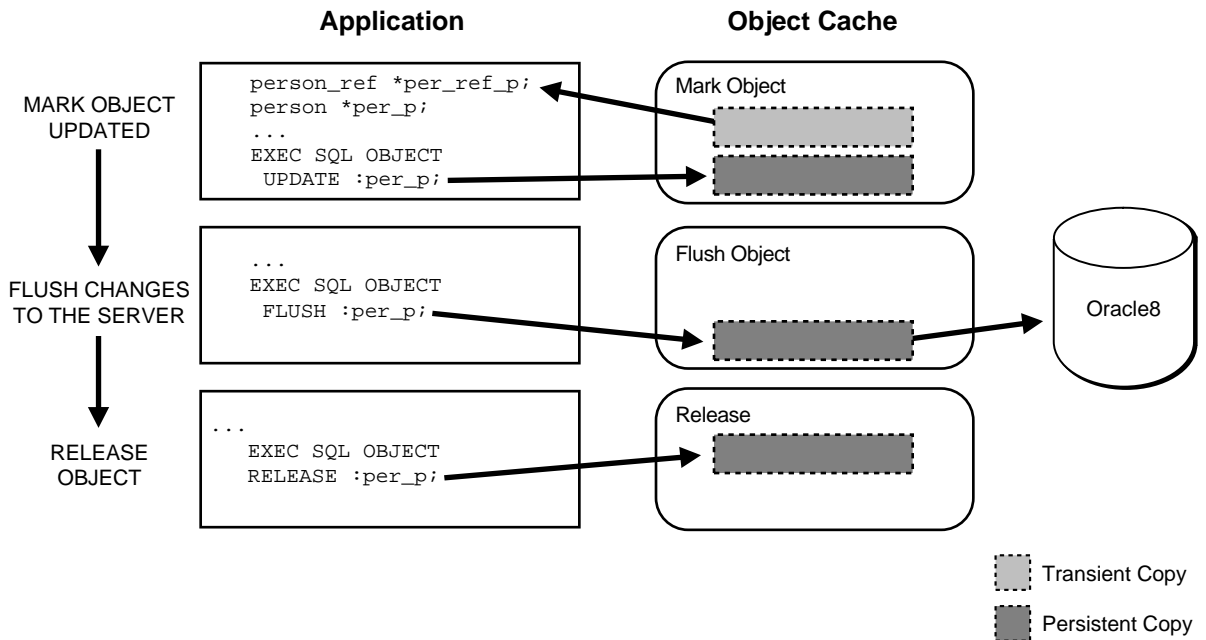 Application
Object Cache
MARK OBJECT
UPDATED
person_ref *per_ref_p;
person *per_p;
...
EXEC SQL OBJECT
UPDATE :per_p;
Mark Object
FLUSH CHANGES
TO THE SERVER
...
EXEC SQL OBJECT
FLUSH :per_p;
Flush Object
Oracle8
RELEASE
OBJECT
...
EXEC SQL OBJECT
RELEASE :per_p;
Release
Transient Copy
Persistent Copy